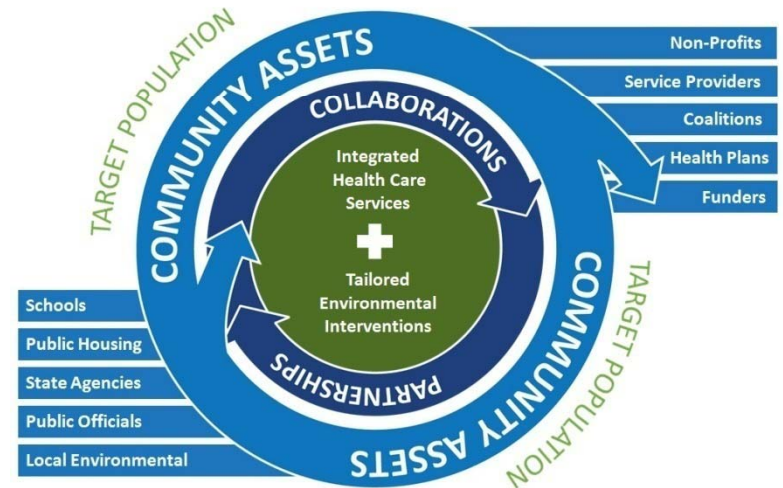 TARGET POPULATION
COMMUNITY ASSETS
COLLABORATIONS
Integrated
Health Care
Services
Tailored
Environmental
Interventions
PARTNERSHIPS
COMMUNITY ASSETS
TARGET POPULATION
Non-Profits
Service Providers
Coalitions
Health Plans
Funders
Schools
Public Housing
State Agencies
Public Officials
Local Environmental